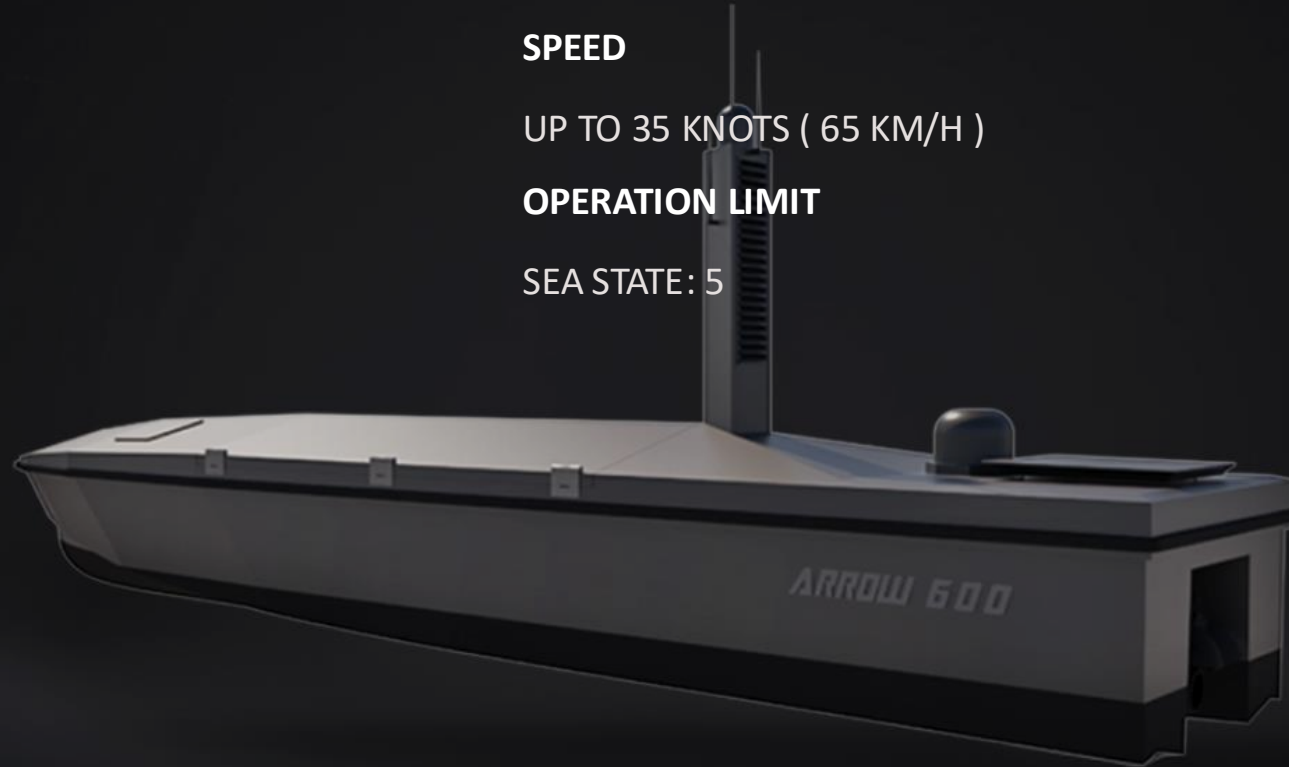 SPEED
UP TO 35 KNOTS ( 65 KM/H )
OPERATION LIMIT
SEA STATE: 5
ARROW 600